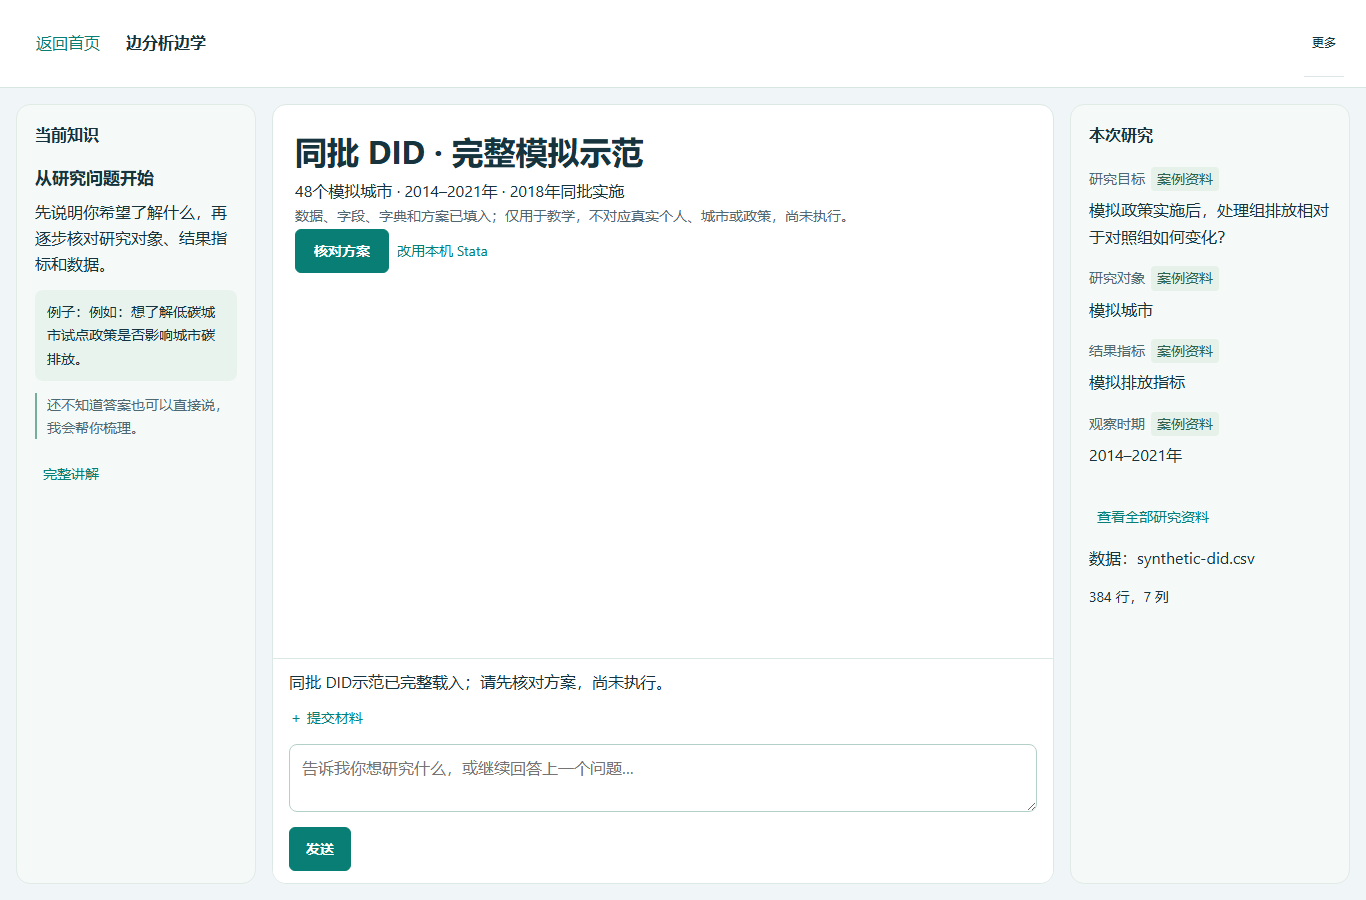 返回首页 边分析边学 更多
当前知识
从研究问题开始
先说明你希望了解什么，再
逐步核对研究对象、结果指
标和数据。
例子：例如：想了解低碳城
市试点政策是否影响城市碳
排放。
还不知道答案也可以直接说，
我会帮你梳理。
完整讲解
同批 DID · 完整模拟示范
48个模拟城市 · 2014–2021年 · 2018年同批实施
数据、字段、字典和方案已填入；仅用于教学，不对应真实个人、城市或政策，尚未执行。
核对方案 改用本机 Stata
同批 DID示范已完整载入；请先核对方案，尚未执行。
+ 提交材料
告诉我你想研究什么，或继续回答上一个问题...
发送
本次研究
研究目标 案例资料
模拟政策实施后，处理组排放相对
于对照组如何变化？
研究对象 案例资料
模拟城市
结果指标 案例资料
模拟排放指标
观察时期 案例资料
2014–2021年
查看全部研究资料
数据：synthetic-did.csv
384 行，7 列